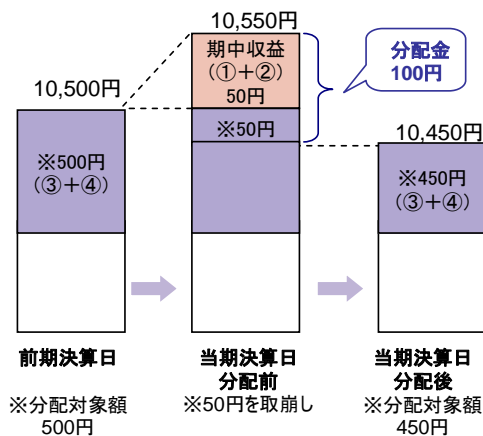 10,550円
期中収益
(①+②)
50円
分配金
100円
10,500円
※50円
10,450円
※500円
(③+④)
※450円
(③+④)
前期決算日
当期決算日
分配前
当期決算日
分配後
※分配対象額
500円
※50円を取崩し
※分配対象額
450円